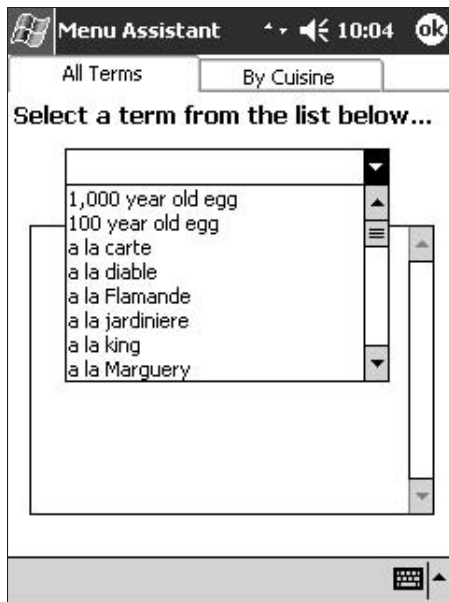 Menu Assistant 10:04 ok
All Terms By Cuisine
Select a term from the list below...
1,000 year old egg
100 year old egg
a la carte
a la diable
a la Flamande
a la jardiniere
a la king
a la Marguery